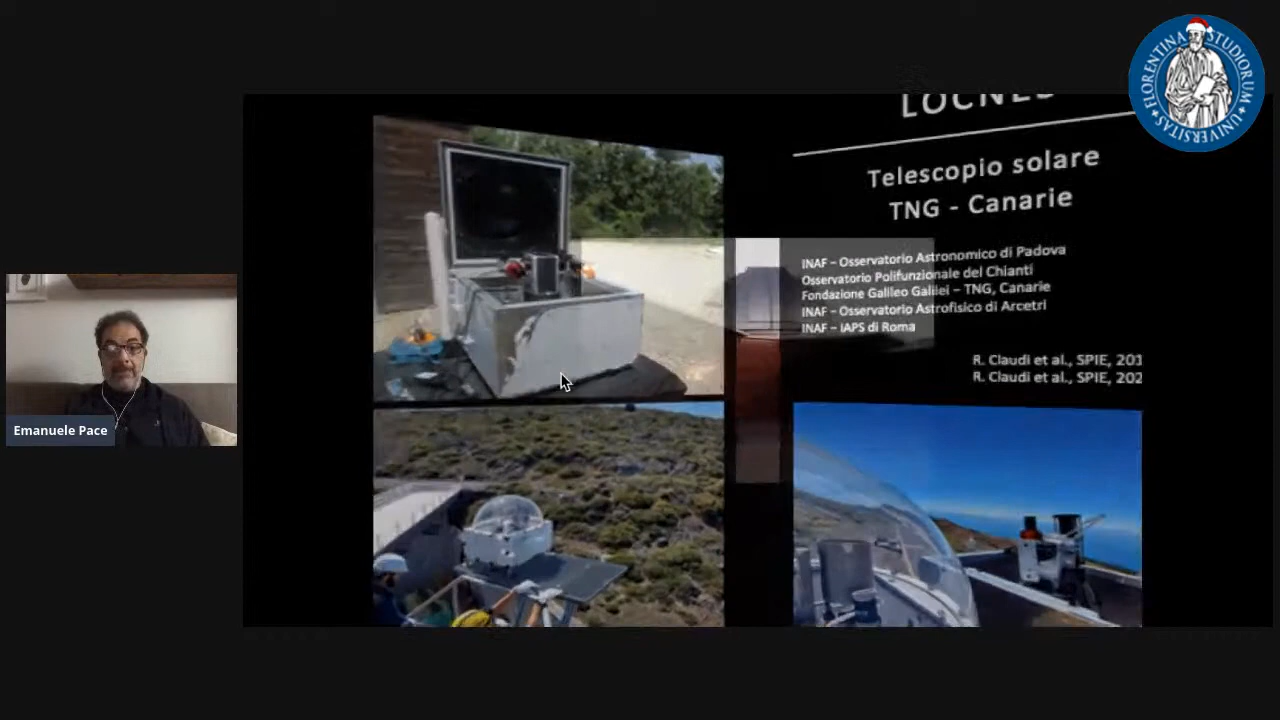 LOCNES
Telescopio solare
TNG - Canarie
INAF – Osservatorio Astronomico di Padova
Osservatorio Polifunzionale del Chianti
Fondazione Galileo Galilei – TNG, Canarie
INAF – Osservatorio Astrofisico di Arcetri
INAF – IAPS di Roma
R. Claudi et al., SPIE, 201
R. Claudi et al., SPIE, 202
Emanuele Pace
FLORENTINA STUDIORUM UNIVERSITAS